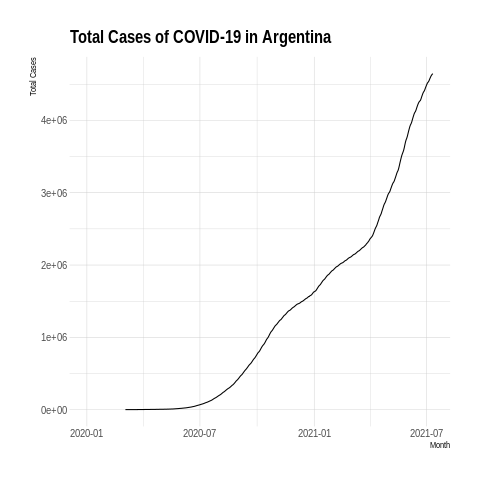 Total Cases of COVID-19 in Argentina
Total Cases
4e+06
3e+06
2e+06
1e+06
0e+00
2020-01 2020-07 2021-01 2021-07
Month